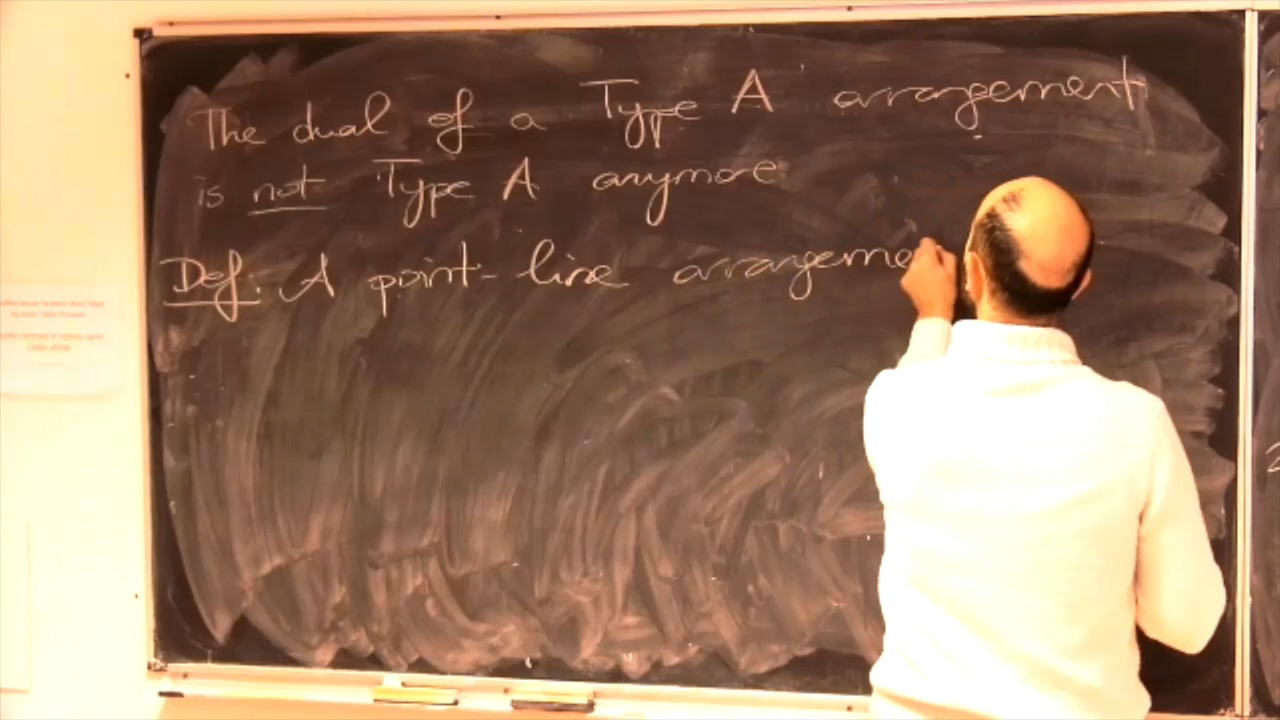 The dual of a Type A arrangement
is not Type A anymore
Def: A point-line arrangeme